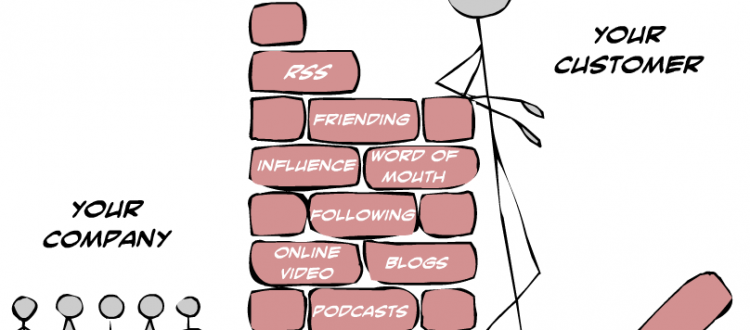 YOUR
CUSTOMER
RSS
FRIENDING
INFLUENCE
WORD OF
MOUTH
FOLLOWING
YOUR
COMPANY
ONLINE
VIDEO
BLOGS
PODCASTS